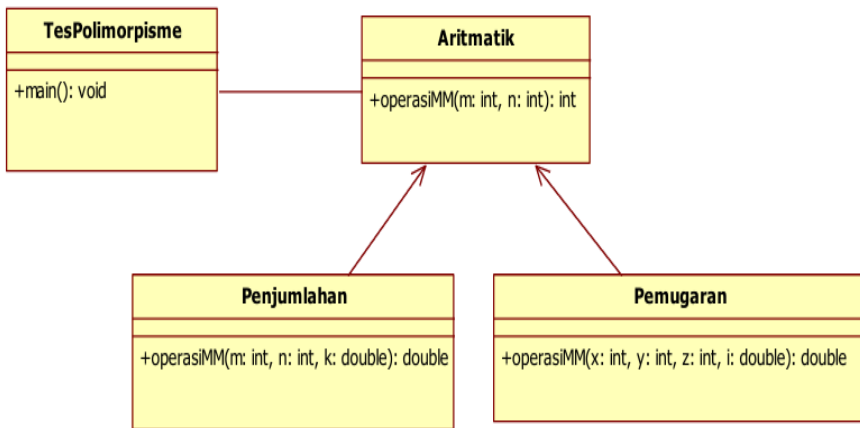 TesPolimorpisme
+main(): void
Aritmatik
+operasiMM(m: int, n: int): int
Penjumlahan
+operasiMM(m: int, n: int, k: double): double
Pemugaran
+operasiMM(x: int, y: int, z: int, i: double): double